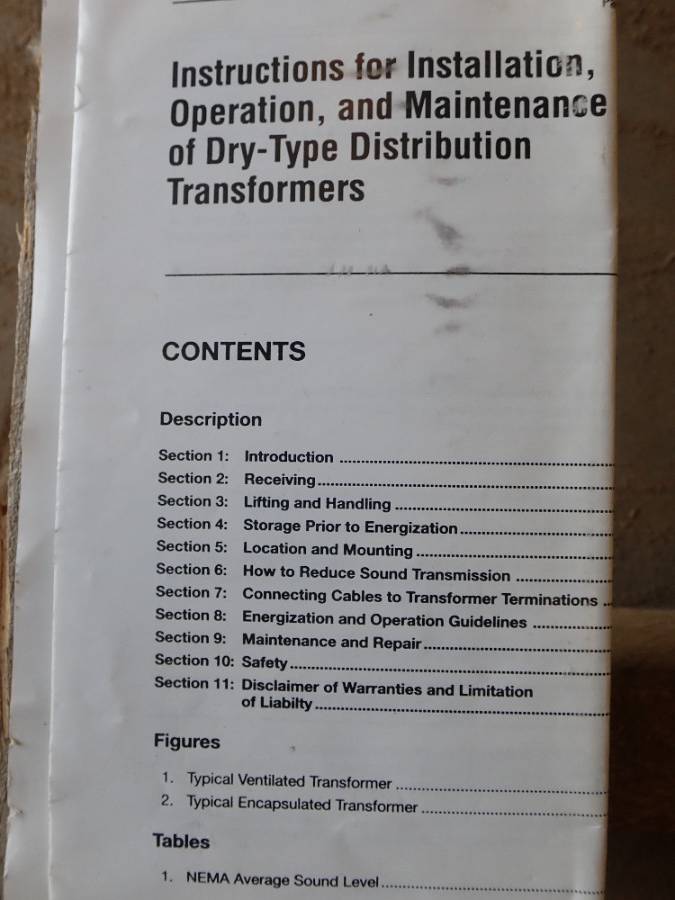 Instructions for Installation,
Operation, and Maintenance
of Dry-Type Distribution
Transformers
CONTENTS
Description
Section 1: Introduction ....................
Section 2: Receiving....................
Section 3: Lifting and Handling ....................
Section 4: Storage Prior to Energization....................
Section 5: Location and Mounting ....................
Section 6: How to Reduce Sound Transmission ....................
Section 7: Connecting Cables to Transformer Terminations ..
Section 8: Energization and Operation Guidelines ....................
Section 9: Maintenance and Repair....................
Section 10: Safety....................
Section 11: Disclaimer of Warranties and Limitation
of Liabilty....................
Figures
1. Typical Ventilated Transformer ....................
2. Typical Encapsulated Transformer ....................
Tables
1. NEMA Average Sound Level....................